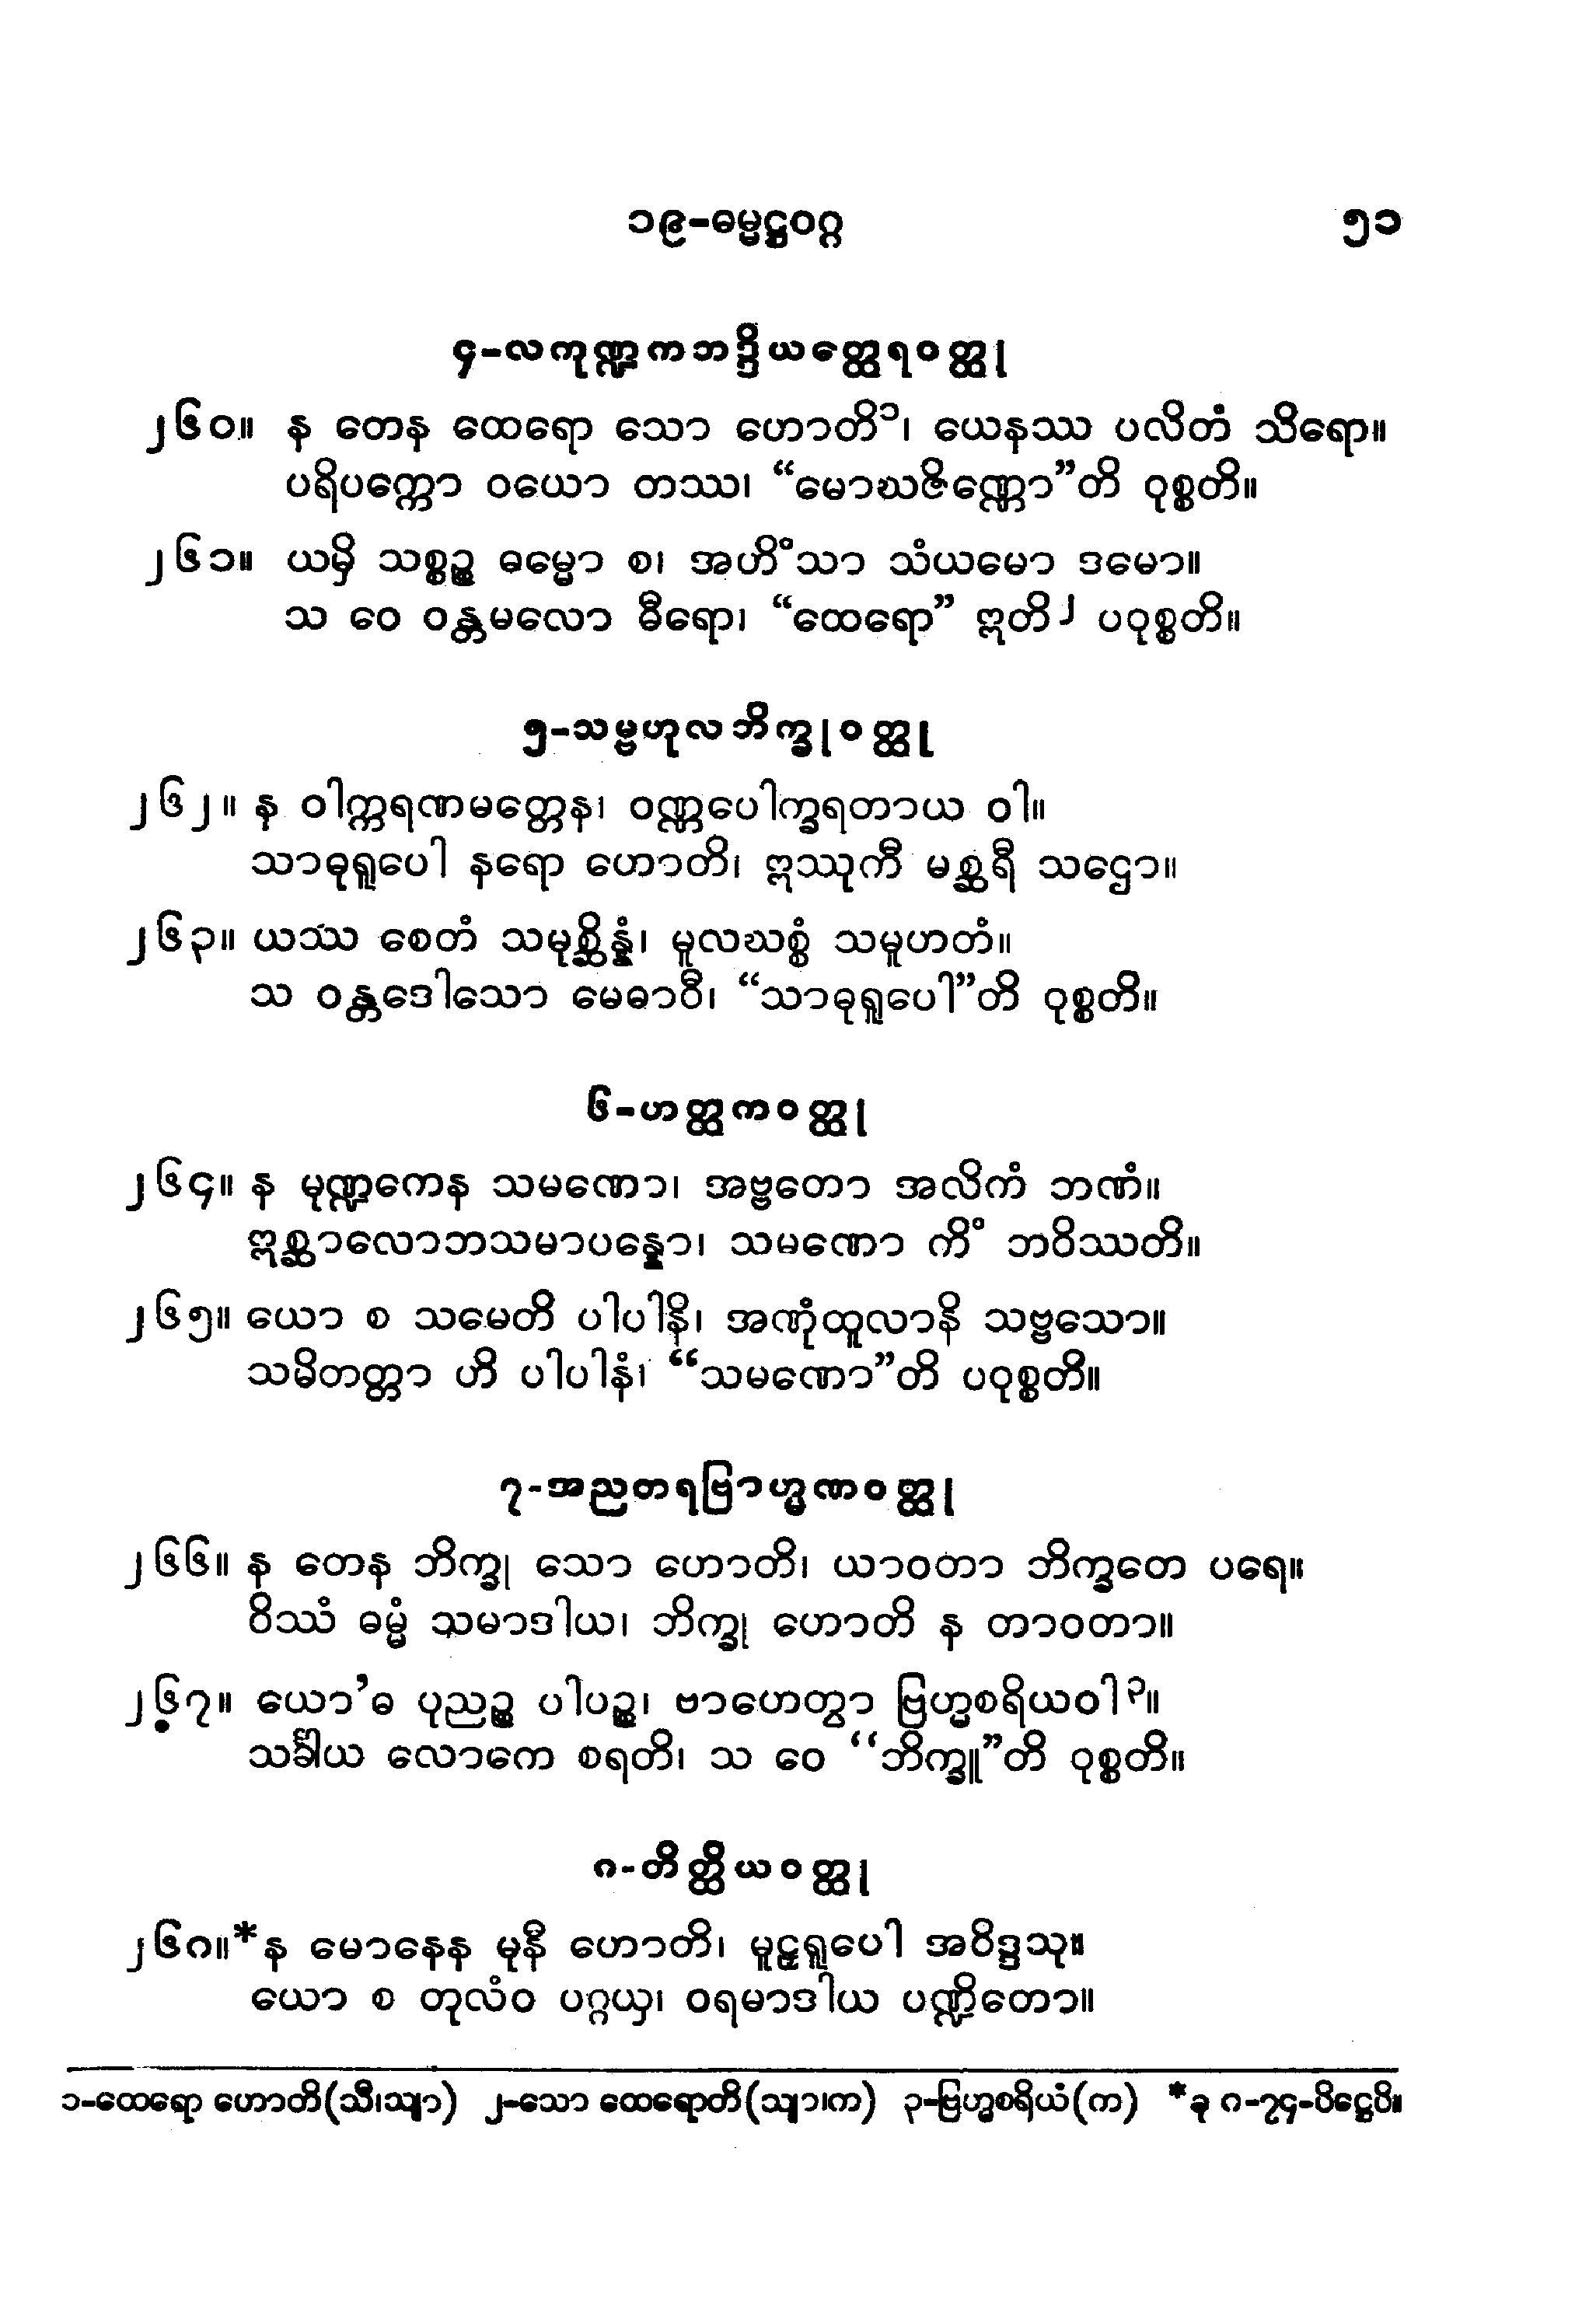 ၁၉-ဓမ္မဋ္ဌဝဂ္ဂ ၅၁
၄-လကုဏ္ဍကဘဒ္ဒိယတ္ထေရဝတ္ထု
၂၆၀။ န တေန ထေရော သော ဟောတိ၁၊ ယေနဿ ပလိတံ သိရော။
ပရိပက္ကော ဝယော တဿ၊ “မောဃဇိဏ္ဏော”တိ ဝုစ္စတိ။
၂၆၁။ ယမှိ သစ္စဉ္စ ဓမ္မော စ၊ အဟိံသာ သံယမော ဒမော။
သ ဝေ ဝန္တမလော ဓီရော၊ “ထေရော” ဣတိ၂ ပဝုစ္စတိ။
၅-သမ္ဗဟုလဘိက္ခုဝတ္ထု
၂၆၂။ န ဝါက္ကရဏမတ္တေန၊ ဝဏ္ဏပေါက္ခရတာယ ဝါ။
သာဓုရူပေါ နရော ဟောတိ၊ ဣဿုကီ မစ္ဆရီ သဌော။
၂၆၃။ ယဿ စေတံ သမုစ္ဆိန္နံ၊ မူလဃစ္စံ သမူဟတံ။
သ ဝန္တဒေါသော မေဓာဝီ၊ “သာဓုရူပေါ”တိ ဝုစ္စတိ။
၆-ဟတ္ထကဝတ္ထု
၂၆၄။ န မုဏ္ဍကေန သမဏော၊ အဗ္ဗတော အလိကံ ဘဏံ။
ဣစ္ဆာလောဘသမာပန္နော၊ သမဏော ကိံ ဘဝိဿတိ။
၂၆၅။ ယော စ သမေတိ ပါပါနိ၊ အဏုံထူလာနိ သဗ္ဗသော။
သမိတတ္တာ ဟိ ပါပါနံ၊ “သမဏော”တိ ပဝုစ္စတိ။
၇-အညတရဗြာဟ္မဏဝတ္ထု
၂၆၆။ န တေန ဘိက္ခု သော ဟောတိ၊ ယာဝတာ ဘိက္ခတေ ပရေ။
ဝိဿံ ဓမ္မံ သမာဒါယ၊ ဘိက္ခု ဟောတိ န တာဝတာ။
၂၆၇။ ယော’ဓ ပုညဉ္စ ပါပဉ္စ၊ ဗာဟေတွာ ဗြဟ္မစရိယဝါ၃။
သင်္ခါယ လောကေ စရတိ၊ သ ဝေ “ဘိက္ခူ”တိ ဝုစ္စတိ။
၈-တိတ္ထိယဝတ္ထု
၂၆၈။*န မောနေန မုနီ ဟောတိ၊ မူဠှရူပေါ အဝိဒ္ဒသု။
ယော စ တုလံဝ ပဂ္ဂယှ၊ ဝရမာဒါယ ပဏ္ဍိတော။
၁-ထေရော ဟောတိ(သီ၊သျာ) ၂-သော ထေရောတိ(သျာ၊က) ၃-ဗြဟ္မစရိယံ(က) *ခု ၈-၇၄-ပိဋ္ဌေပိ။